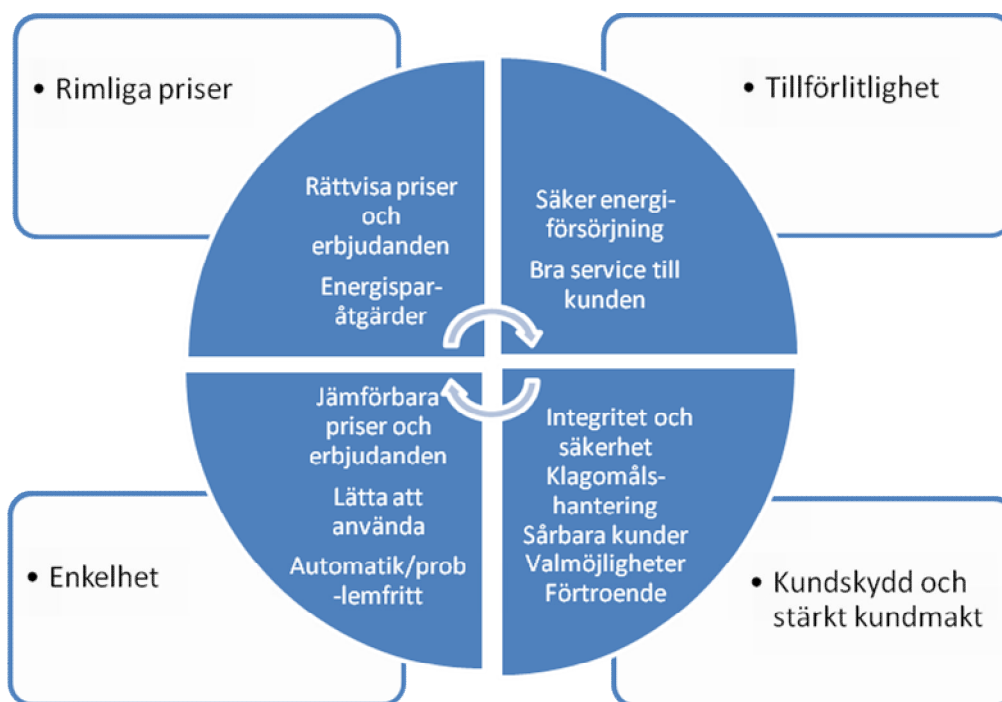 • Rimliga priser
Rättvisa priser
och
erbjudanden
Energispar-
åtgärder
• Tillförlitlighet
Säker energi-
försörjning
Bra service till
kunden
• Enkelhet
Jämförbara
priser och
erbjudanden
Lätta att
använda
Automatik/prob
-lemfritt
Integritet och
säkerhet
Klagomåls-
hantering
Sårbara kunder
Valmöjligheter
Förtroende
• Kundskydd och
stärkt kundmakt